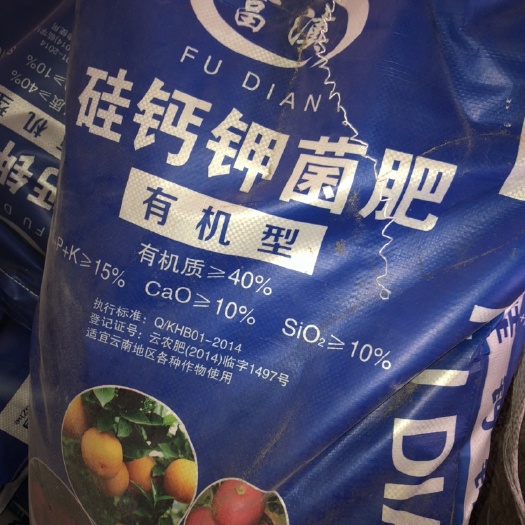 富滇
FU DIAN
硅钙钾菌肥
有机型
有机质≥40%
P+K≥15%
CaO≥10%
SiO₂≥10%
执行标准：Q/KHB01-2014
登记证号：云农肥(2014)临字1497号
适宜云南地区各种作物使用